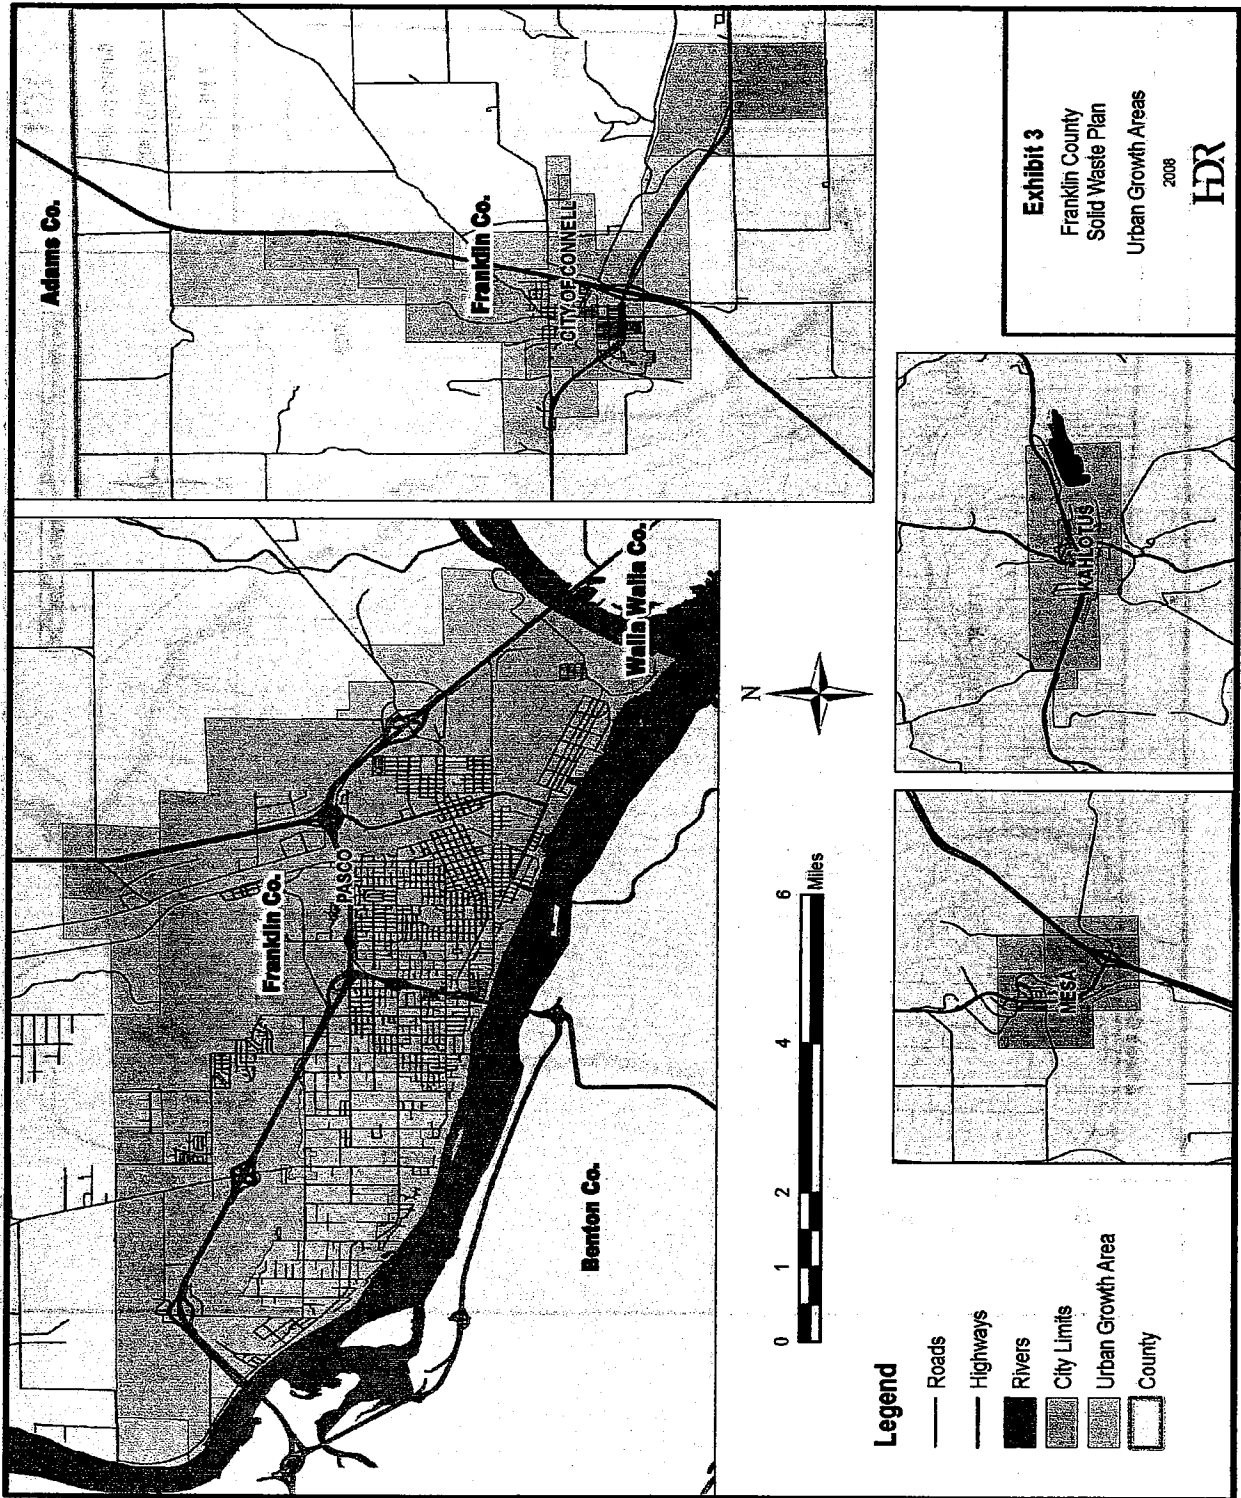 Adams Co.
Franklin Co.
CITY OF CONNELL
Franklin Co.
PASCO
Walla Walla Co.
Benton Co.
N
0 1 2 4 6
Miles
MESA
KAHLOTUS
Legend
Roads
Highways
Rivers
City Limits
Urban Growth Area
County
Exhibit 3
Franklin County
Solid Waste Plan
Urban Growth Areas
2008
HDR